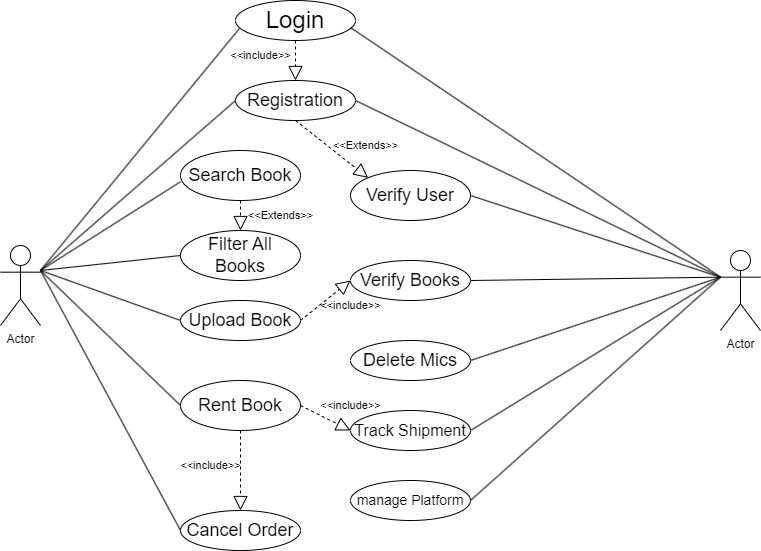 Login
<<include>>
Registration
<<Extends>>
Search Book
Verify User
<<Extends>>
Filter All
Books
Verify Books
<<include>>
Upload Book
Actor
Actor
Delete Mics
Rent Book
<<include>>
Track Shipment
<<include>>
manage Platform
Cancel Order